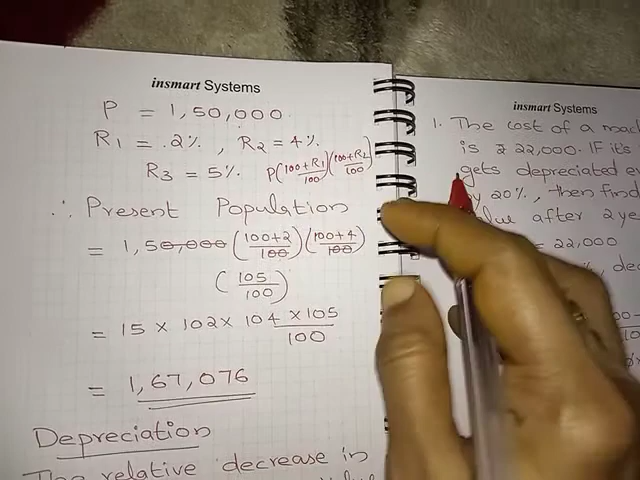 insmart Systems
P = 1,50,000
R1 = .2%, R2 = 4%
R3 = 5% P(100+R1/100)(100+R2/100)
∴ Present Population
= 1,50,000 (100+2/100)(100+4/100)
(105/100)
= 15 × 102 × 104 × 105/100
= 1,67,076
Depreciation
The relative decrease in
insmart Systems
1. The cost of a
is ₹ 22,000. IF it's
gets depreciated
by 20%, then find
value after 2
= 22,000